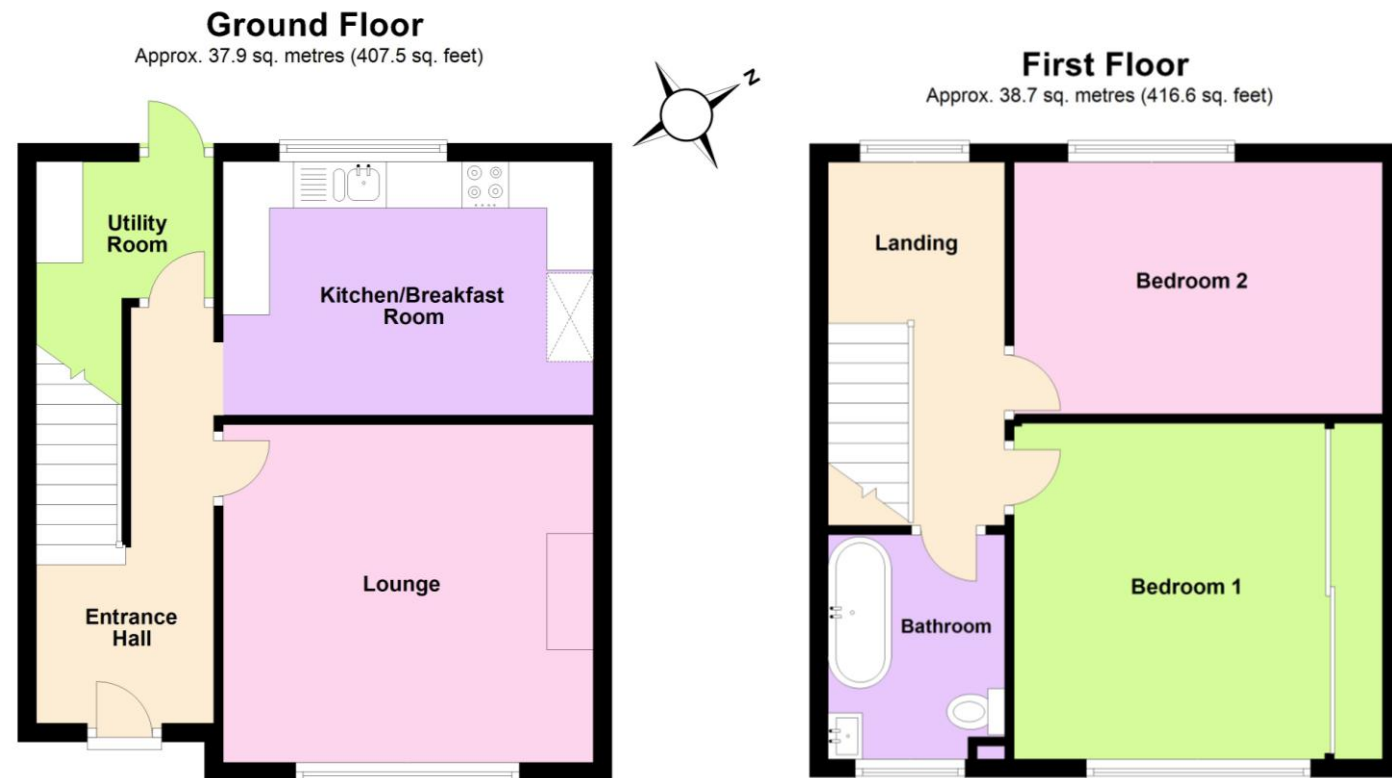 Ground Floor
Approx. 37.9 sq. metres (407.5 sq. feet)
N
First Floor
Approx. 38.7 sq. metres (416.6 sq. feet)
Utility
Room
Kitchen/Breakfast
Room
Lounge
Entrance
Hall
Landing
Bedroom 2
Bedroom 1
Bathroom